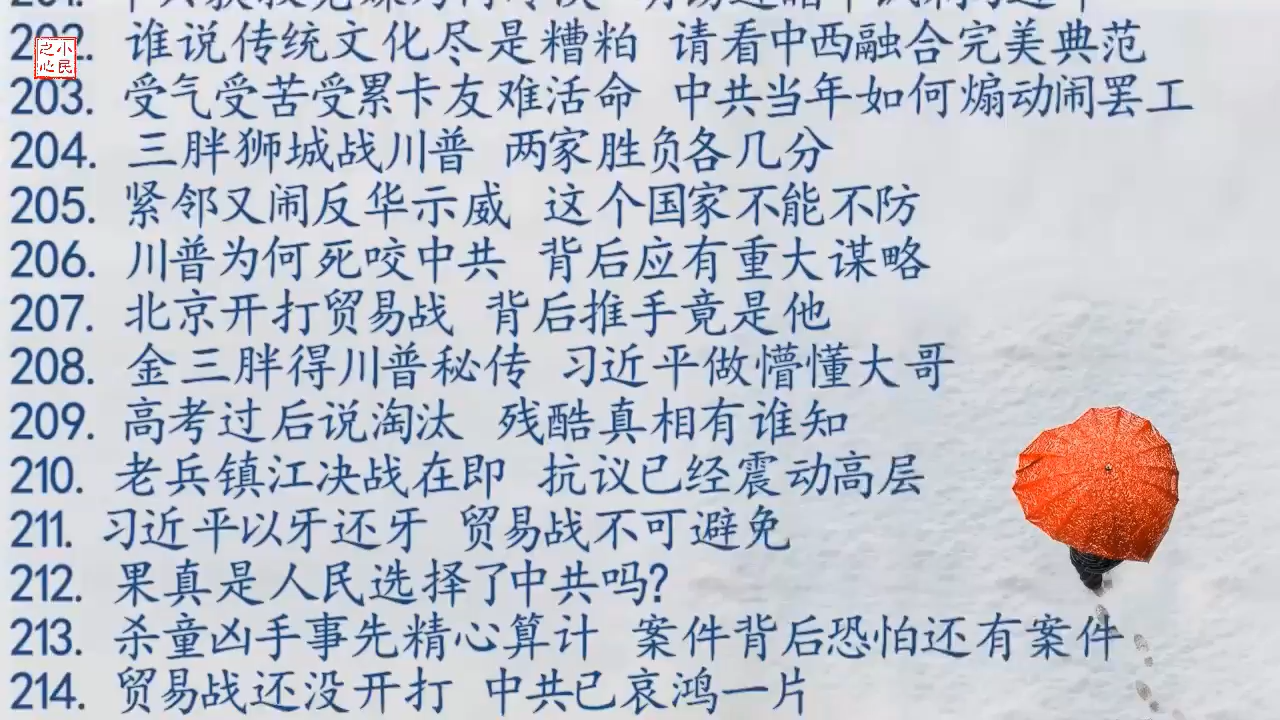 小民之心
202. 谁说传统文化尽是糟粕 请看中西融合完美典范
203. 受气受苦受累卡友难活命 中共当年如何煽动闹罢工
204. 三胖狮城战川普 两家胜负各几分
205. 紧邻又闹反华示威 这个国家不能不防
206. 川普为何死咬中共 背后应有重大谋略
207. 北京开打贸易战 背后推手竟是他
208. 金三胖得川普秘传 习近平做懵懂大哥
209. 高考过后说淘汰 残酷真相有谁知
210. 老兵镇江决战在即 抗议已经震动高层
211. 习近平以牙还牙 贸易战不可避免
212. 果真是人民选择了中共吗?
213. 杀童凶手事先精心算计 案件背后恐怕还有案件
214. 贸易战还没开打 中共已哀鸿一片